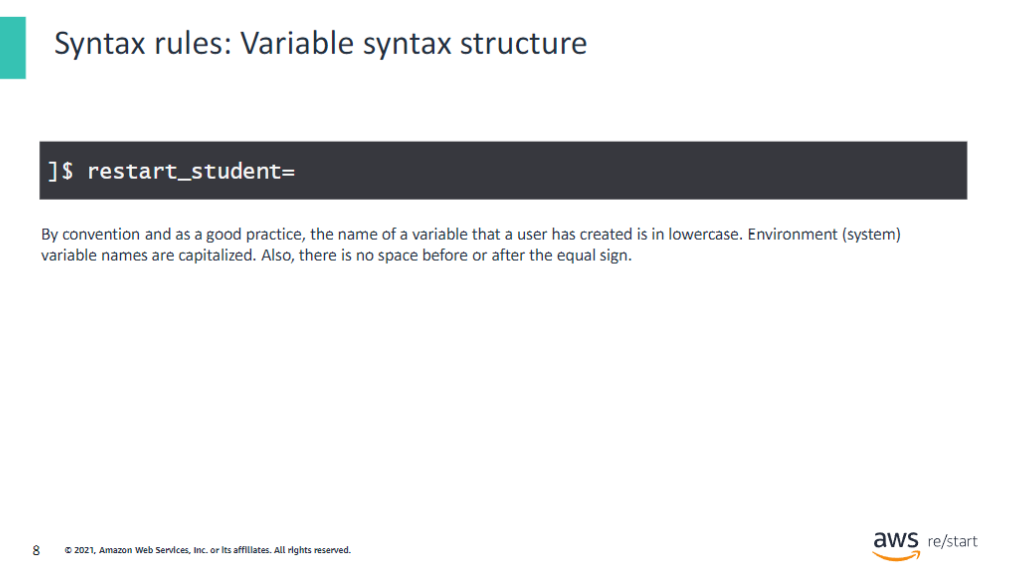 Syntax rules: Variable syntax structure
]$ restart_student=
By convention and as a good practice, the name of a variable that a user has created is in lowercase. Environment (system)
variable names are capitalized. Also, there is no space before or after the equal sign.
8 © 2021, Amazon Web Services, Inc. or its affiliates. All rights reserved.
aws re/start